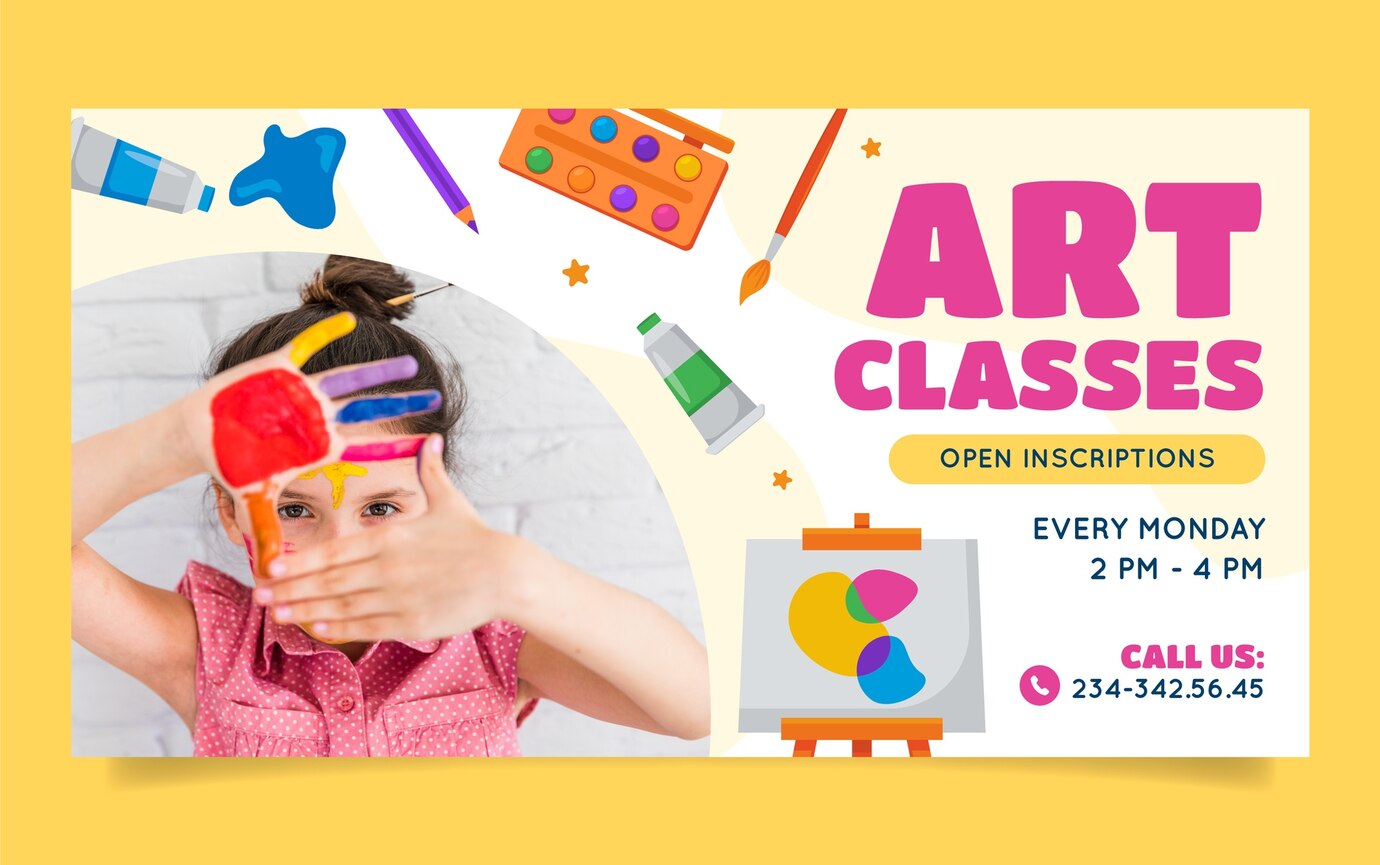 ART
CLASSES
OPEN INSCRIPTIONS
EVERY MONDAY
2 PM - 4 PM
CALL US:
234-342.56.45